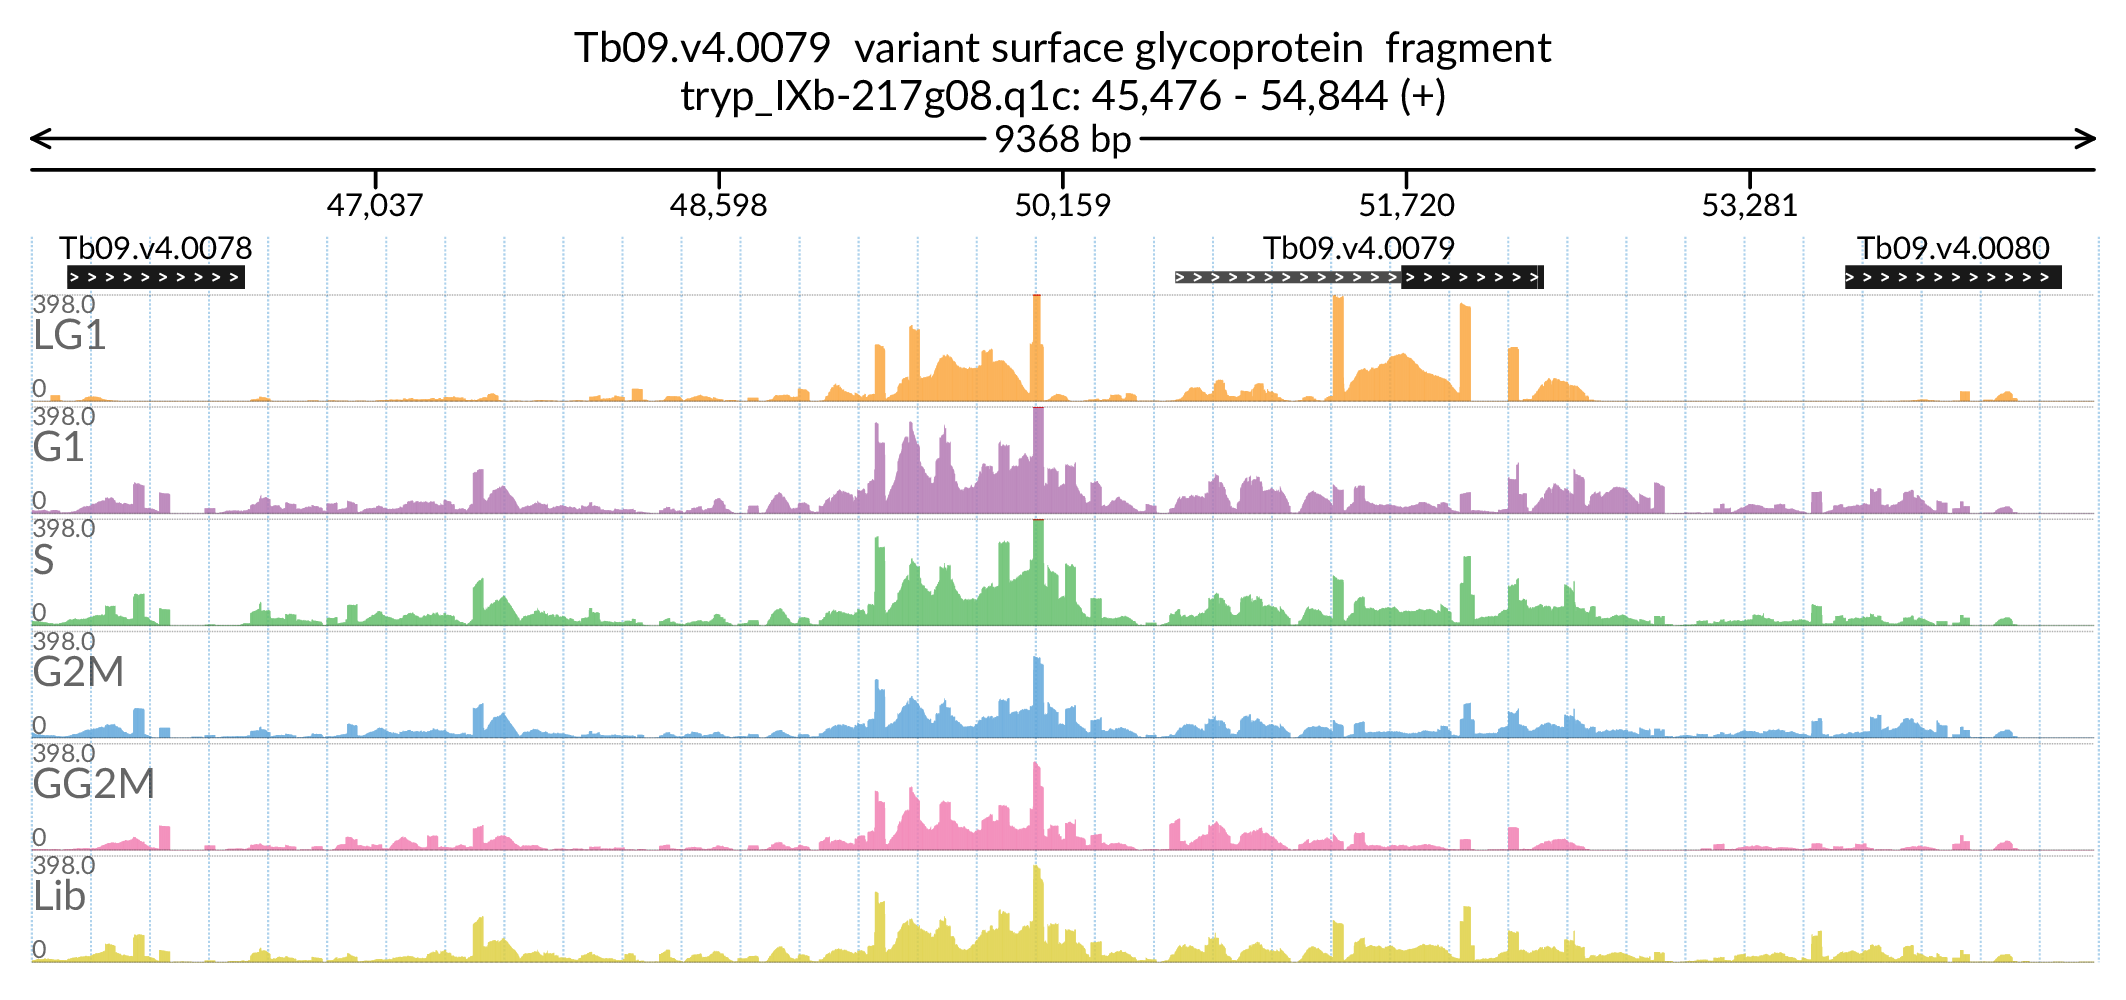 Tb09.v4.0079 variant surface glycoprotein fragment
tryp_IXb-217g08.q1c: 45,476 - 54,844 (+)
9368 bp
47,037 48,598 50,159 51,720 53,281
Tb09.v4.0078 Tb09.v4.0079 Tb09.v4.0080
398.0
LG1
0
398.0
G1
0
398.0
S
0
398.0
G2M
0
398.0
GG2M
0
398.0
Lib
0